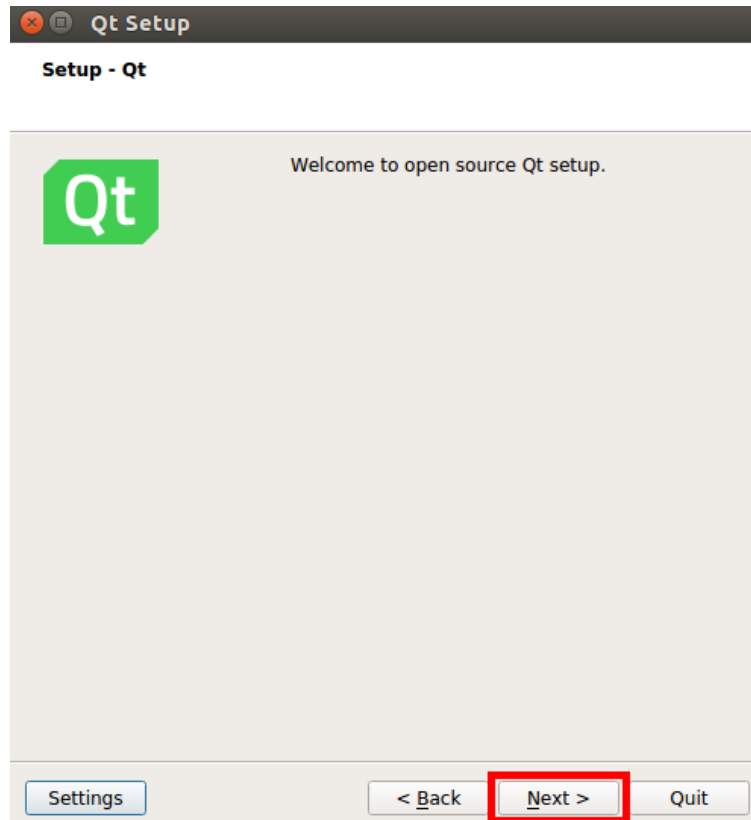 Qt Setup
Setup - Qt
Qt
Welcome to open source Qt setup.
Settings
< Back
Next >
Quit